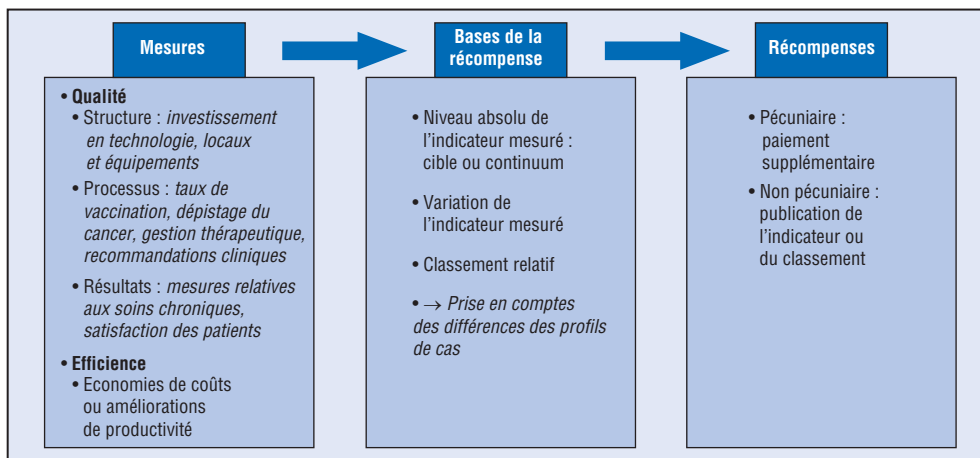 Mesures
• Qualité
• Structure : investissement
en technologie, locaux
et équipements
• Processus : taux de
vaccination, dépistage du
cancer, gestion thérapeutique,
recommandations cliniques
• Résultats : mesures relatives
aux soins chroniques,
satisfaction des patients
• Efficience
• Economies de coûts
ou améliorations
de productivité
Bases de la
récompense
• Niveau absolu de
l'indicateur mesuré :
cible ou continuum
• Variation de
l'indicateur mesuré
• Classement relatif
• → Prise en comptes
des différences des profils
de cas
Récompenses
• Pécuniaire :
paiement
supplémentaire
• Non pécuniaire :
publication de
l'indicateur ou
du classement